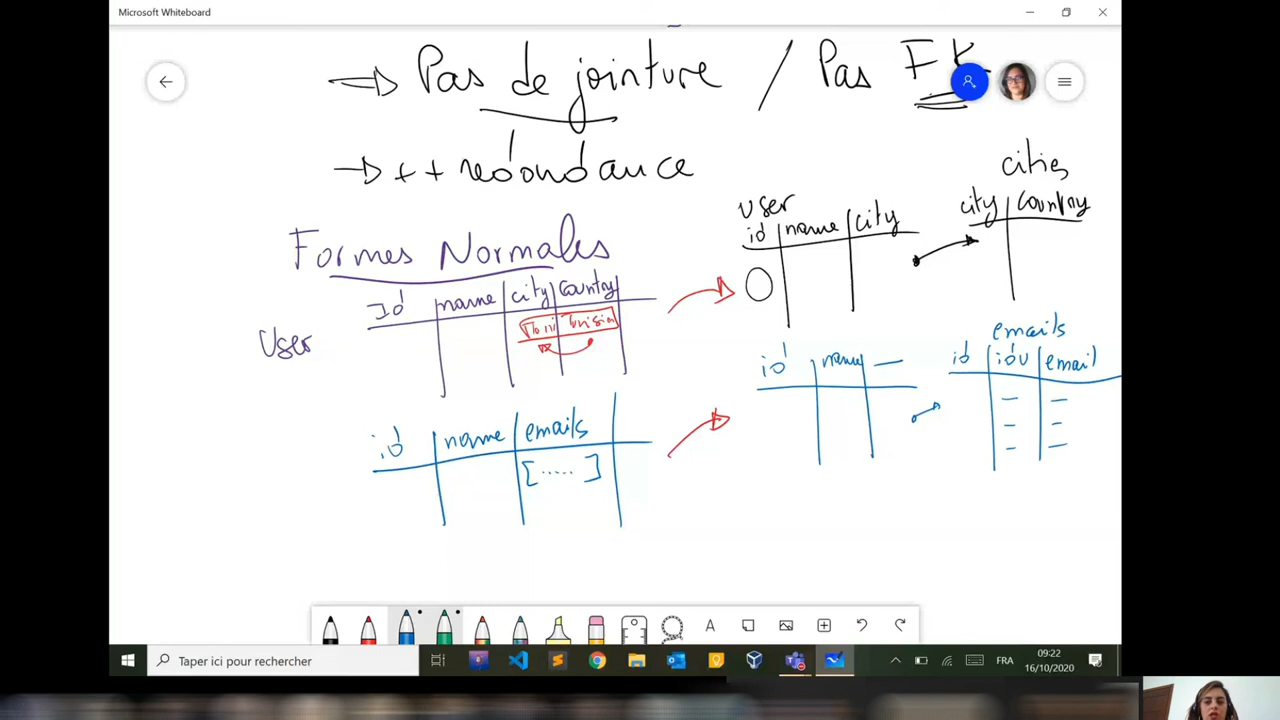 Microsoft Whiteboard
⇒ Pas de jointure / Pas FK
→ ++ redondance
cities
city country
user
id name city
Formes Normales
Id name city country
Tunisia
User
emails
id idu email
id name —
id name emails
[.....]
Taper ici pour rechercher
FRA
09:22
16/10/2020